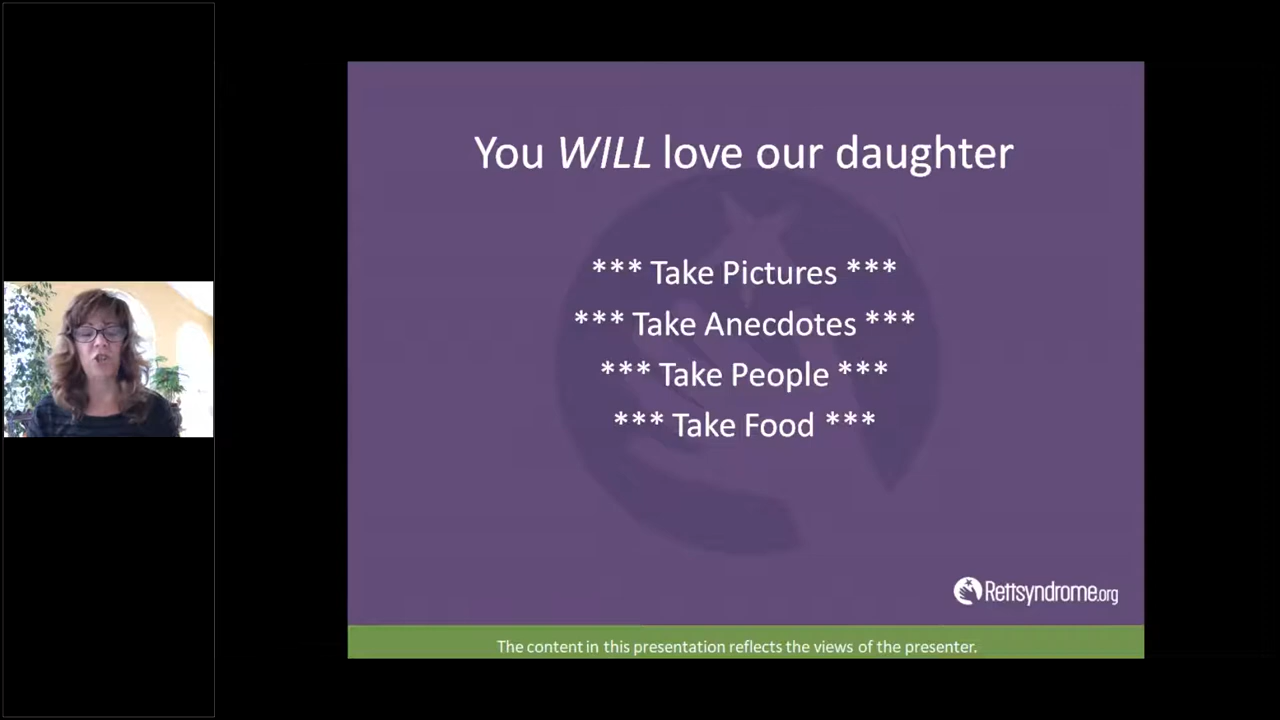 You WILL love our daughter
*** Take Pictures ***
*** Take Anecdotes ***
*** Take People ***
*** Take Food ***
Rettsyndrome.org
The content in this presentation reflects the views of the presenter.